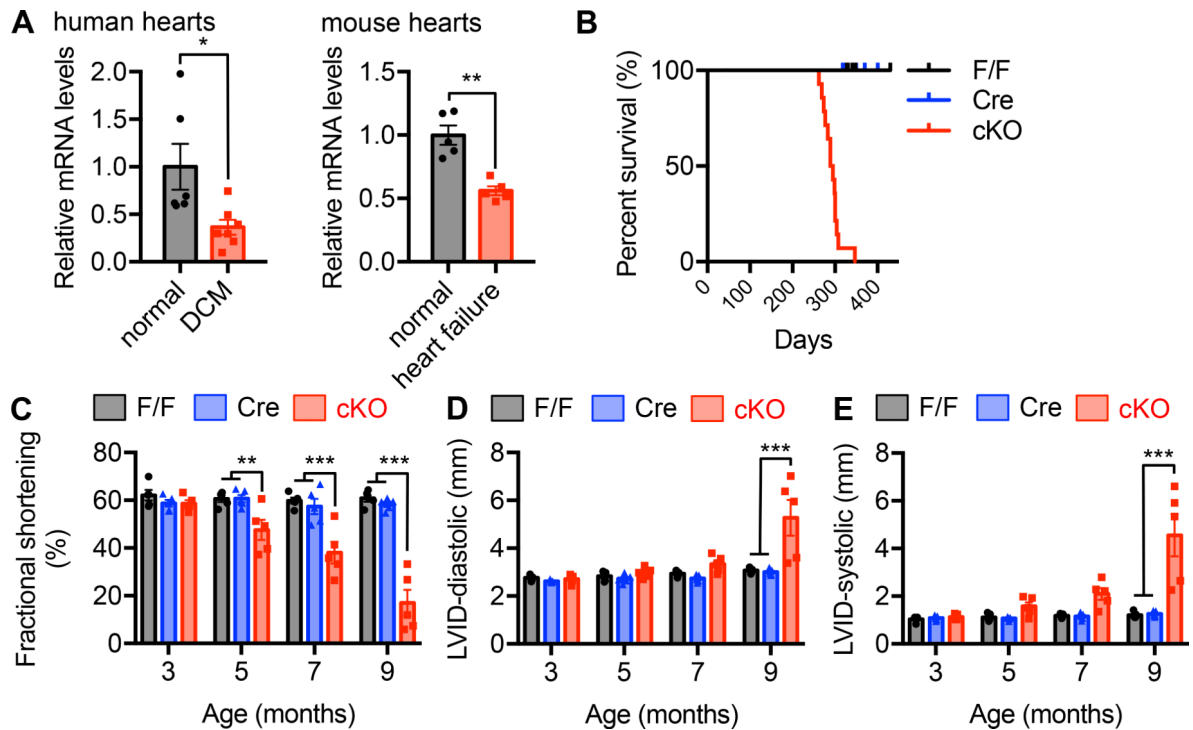 A
human hearts
Relative mRNA levels
2.0
1.5
1.0
0.5
0.0
*
normal
DCM
mouse hearts
Relative mRNA levels
1.5
1.0
0.5
0.0
**
normal
heart failure
B
Percent survival (%)
100
50
0
0
100
200
300
400
Days
F/F
Cre
cKO
C
F/F
Cre
cKO
Fractional shortening
(%)
80
60
40
20
0
**
***
***
3
5
7
9
Age (months)
D
F/F
Cre
cKO
LVID-diastolic (mm)
8
6
4
2
0
***
3
5
7
9
Age (months)
E
F/F
Cre
cKO
LVID-systolic (mm)
8
6
4
2
0
***
3
5
7
9
Age (months)